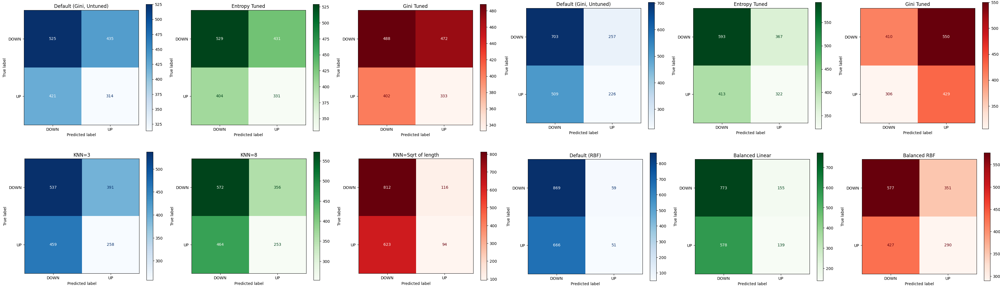 Default (Gini, Untuned)
DOWN
UP
True label
525 435
421 314
DOWN UP
Predicted label
525
500
475
450
425
400
375
350
325
Entropy Tuned
DOWN
UP
True label
529 431
404 331
DOWN UP
Predicted label
525
500
475
450
425
400
375
350
Gini Tuned
DOWN
UP
True label
488 472
402 333
DOWN UP
Predicted label
480
460
440
420
400
380
360
340
Default (Gini, Untuned)
DOWN
UP
True label
703 257
509 226
DOWN UP
Predicted label
700
600
500
400
300
Entropy Tuned
DOWN
UP
True label
593 367
413 322
DOWN UP
Predicted label
550
500
450
400
350
Gini Tuned
DOWN
UP
True label
410 550
306 429
DOWN UP
Predicted label
550
500
450
400
350
KNN=3
DOWN
UP
True label
537 391
459 258
DOWN UP
Predicted label
500
450
400
350
300
KNN=8
DOWN
UP
True label
572 356
464 253
DOWN UP
Predicted label
550
500
450
400
350
300
KNN=Sqrt of length
DOWN
UP
True label
812 116
623 94
DOWN UP
Predicted label
800
700
600
500
400
300
200
100
Default (RBF)
DOWN
UP
True label
869 59
666 51
DOWN UP
Predicted label
800
700
600
500
400
300
200
100
Balanced Linear
DOWN
UP
True label
773 155
578 139
DOWN UP
Predicted label
700
600
500
400
300
200
Balanced RBF
DOWN
UP
True label
577 351
427 290
DOWN UP
Predicted label
550
500
450
400
350
300